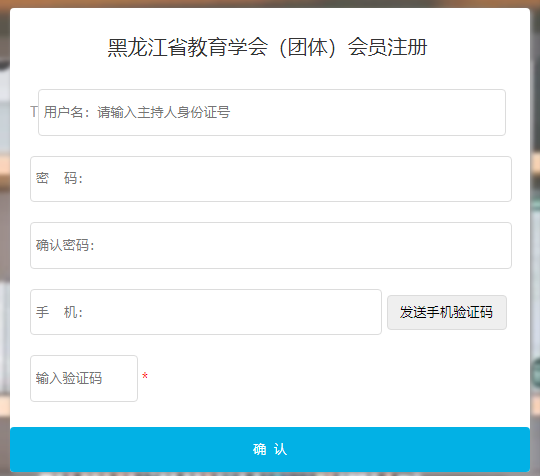 黑龙江省教育学会（团体）会员注册
T 用户名：请输入主持人身份证号
密　码：
确认密码：
手　机： 发送手机验证码
输入验证码 *
确 认